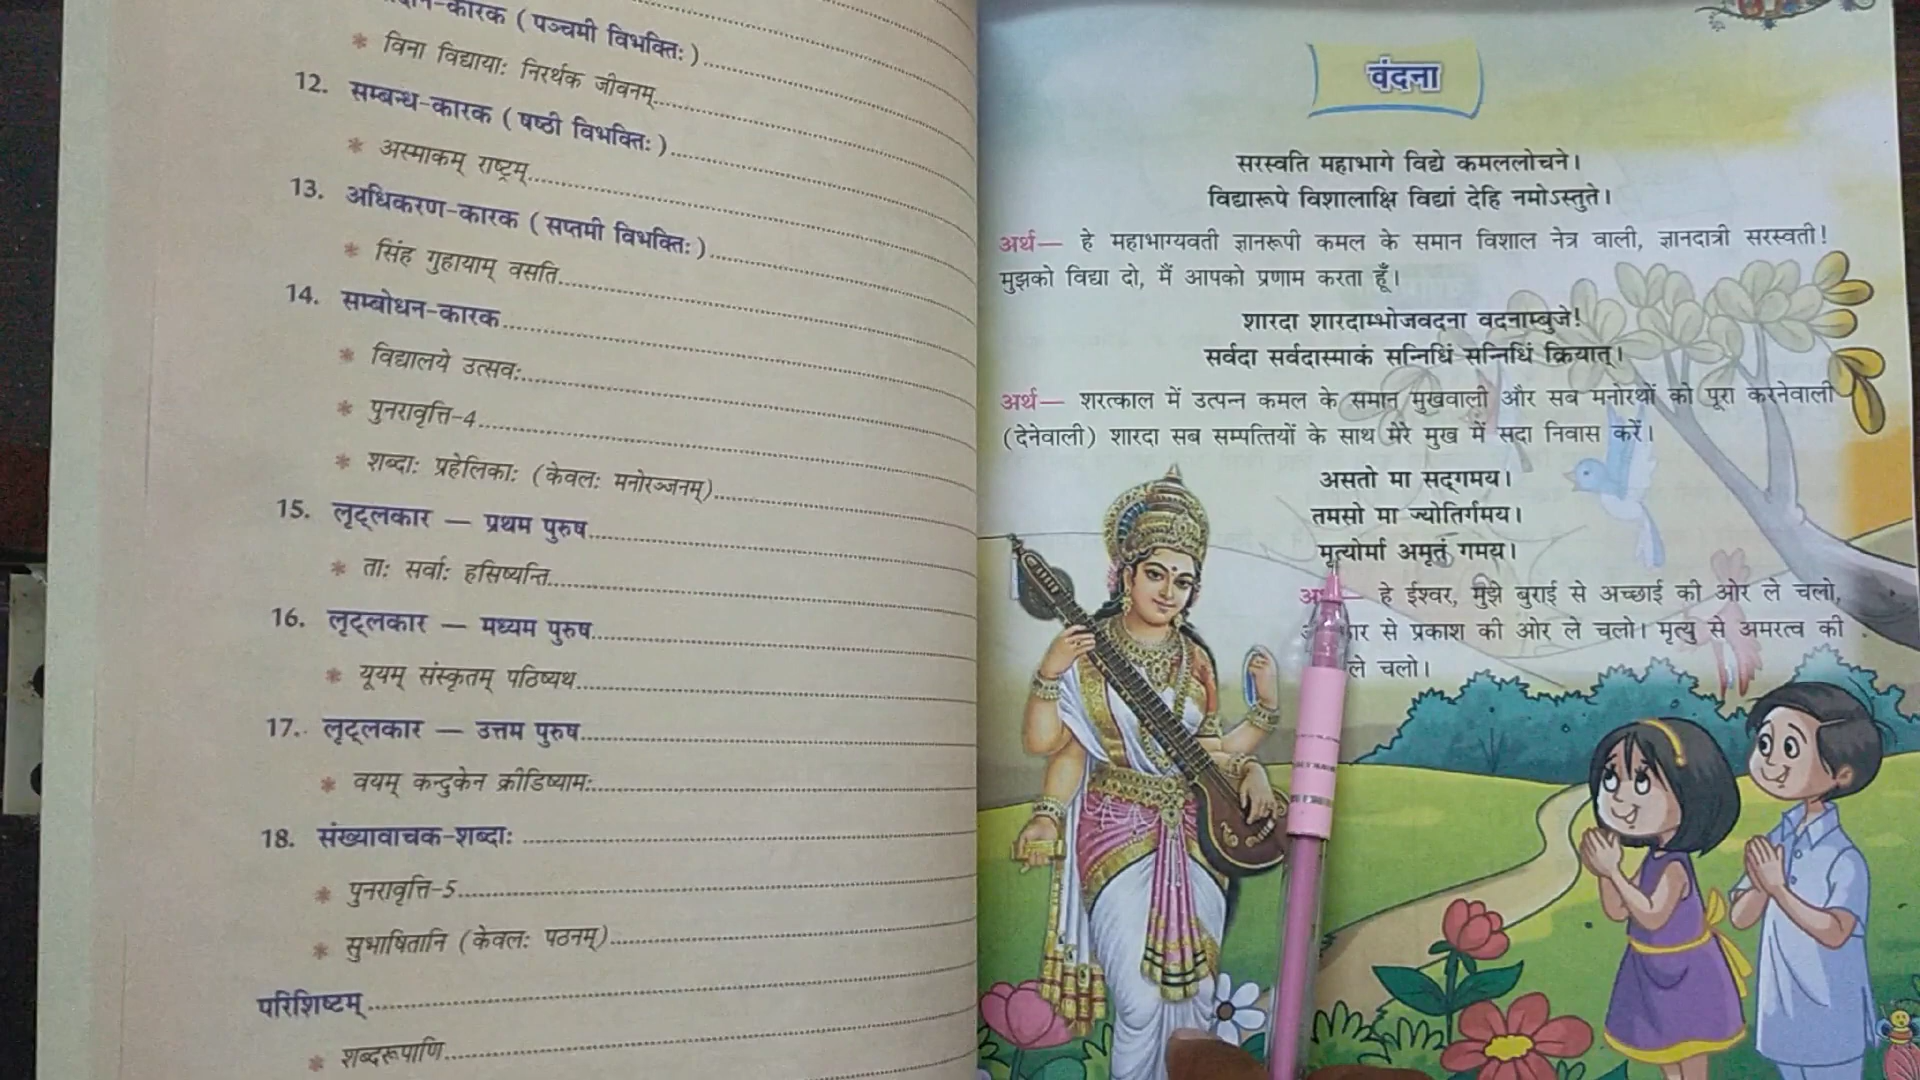 कारक ( पञ्चमी विभक्तिः )
* विना विद्यायाः निरर्थक जीवनम्
12. सम्बन्ध-कारक ( षष्ठी विभक्तिः )
* अस्माकम् राष्ट्रम्
13. अधिकरण-कारक ( सप्तमी विभक्तिः )
* सिंह गुहायाम् वसति
14. सम्बोधन-कारक
* विद्यालये उत्सवः
* पुनरावृत्ति-4
* शब्दाः प्रहेलिकाः (केवलः मनोरञ्जनम्)
15. लृट्लकार — प्रथम पुरुष
* ताः सर्वाः हसिष्यन्ति
16. लृट्लकार — मध्यम पुरुष
* यूयम् संस्कृतम् पठिष्यथ
17. लृट्लकार — उत्तम पुरुष
* वयम् कन्दुकेन क्रीडिष्यामः
18. संख्यावाचक-शब्दाः
* पुनरावृत्ति-5
* सुभाषितानि (केवलः पठनम्)
परिशिष्टम्
* शब्दरूपाणि
वंदना
सरस्वति महाभागे विद्ये कमललोचने।
विद्यारूपे विशालाक्षि विद्यां देहि नमोऽस्तुते।
अर्थ— हे महाभाग्यवती ज्ञानरूपी कमल के समान विशाल नेत्र वाली, ज्ञानदात्री सरस्वती!
मुझको विद्या दो, मैं आपको प्रणाम करता हूँ।
शारदा शारदाम्भोजवदना वदनाम्बुजे!
सर्वदा सर्वदास्माकं सन्निधिं सन्निधिं क्रियात्।
अर्थ— शरत्काल में उत्पन्न कमल के समान मुखवाली और सब मनोरथों को पूरा करनेवाली
(देनेवाली) शारदा सब सम्पत्तियों के साथ मेरे मुख में सदा निवास करें।
असतो मा सद्गमय।
तमसो मा ज्योतिर्गमय।
मृत्योर्मा अमृतं गमय।
हे ईश्वर, मुझे बुराई से अच्छाई की ओर ले चलो,
से प्रकाश की ओर ले चलो। मृत्यु से अमरत्व की
ले चलो।